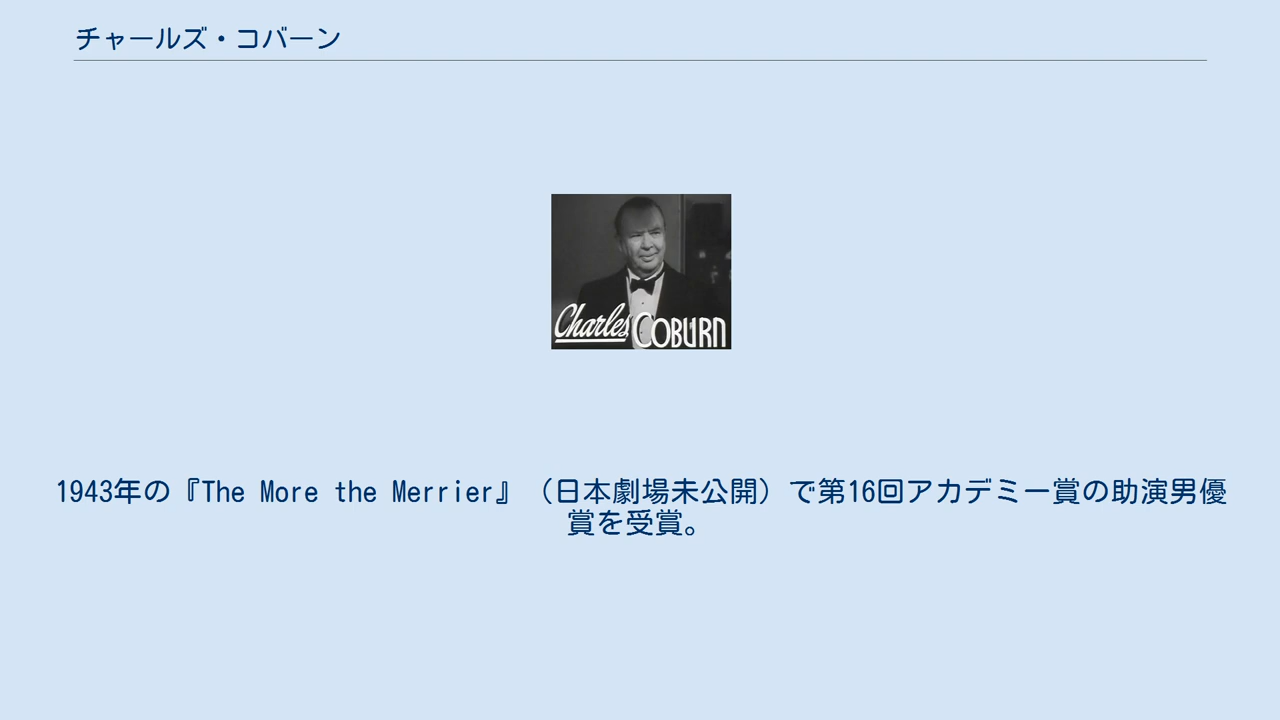 チャールズ・コバーン
Charles COBURN
1943年の『The More the Merrier』（日本劇場未公開）で第16回アカデミー賞の助演男優
賞を受賞。